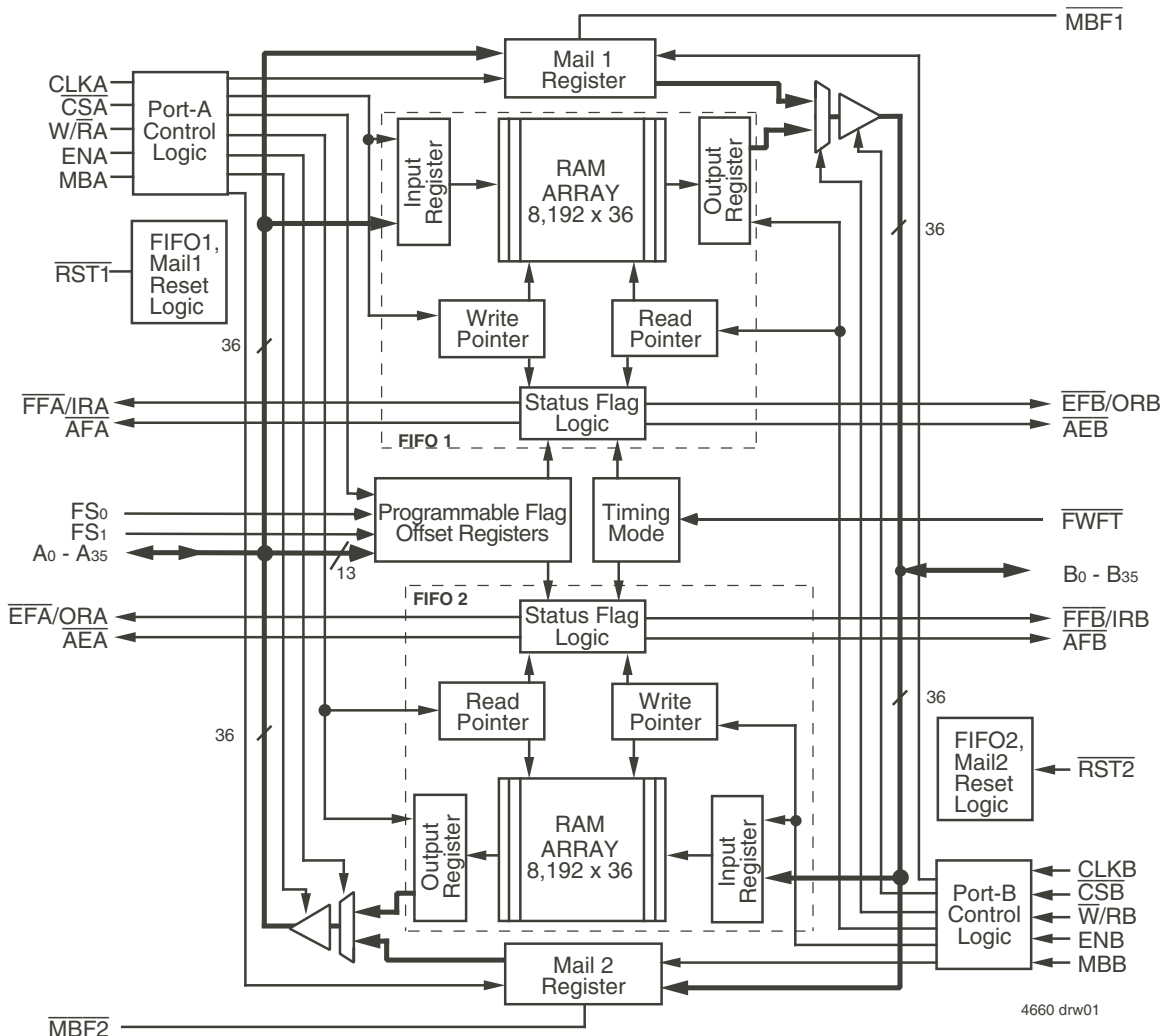 MBF1
Mail 1
Register
CLKA
CSA
W/RA
ENA
MBA
Port-A
Control
Logic
Input
Register
RAM
ARRAY
8,192 x 36
Output
Register
36
RST1
FIFO1,
Mail1
Reset
Logic
36
Write
Pointer
Read
Pointer
FFA/IRA
AFA
Status Flag
Logic
EFB/ORB
AEB
FIFO 1
FS0
FS1
A0 - A35
Programmable Flag
Offset Registers
13
Timing
Mode
FWFT
B0 - B35
FIFO 2
EFA/ORA
AEA
Status Flag
Logic
FFB/IRB
AFB
Read
Pointer
Write
Pointer
36
36
FIFO2,
Mail2
Reset
Logic
RST2
Output
Register
RAM
ARRAY
8,192 x 36
Input
Register
Port-B
Control
Logic
CLKB
CSB
W/RB
ENB
MBB
Mail 2
Register
MBF2
4660 drw01